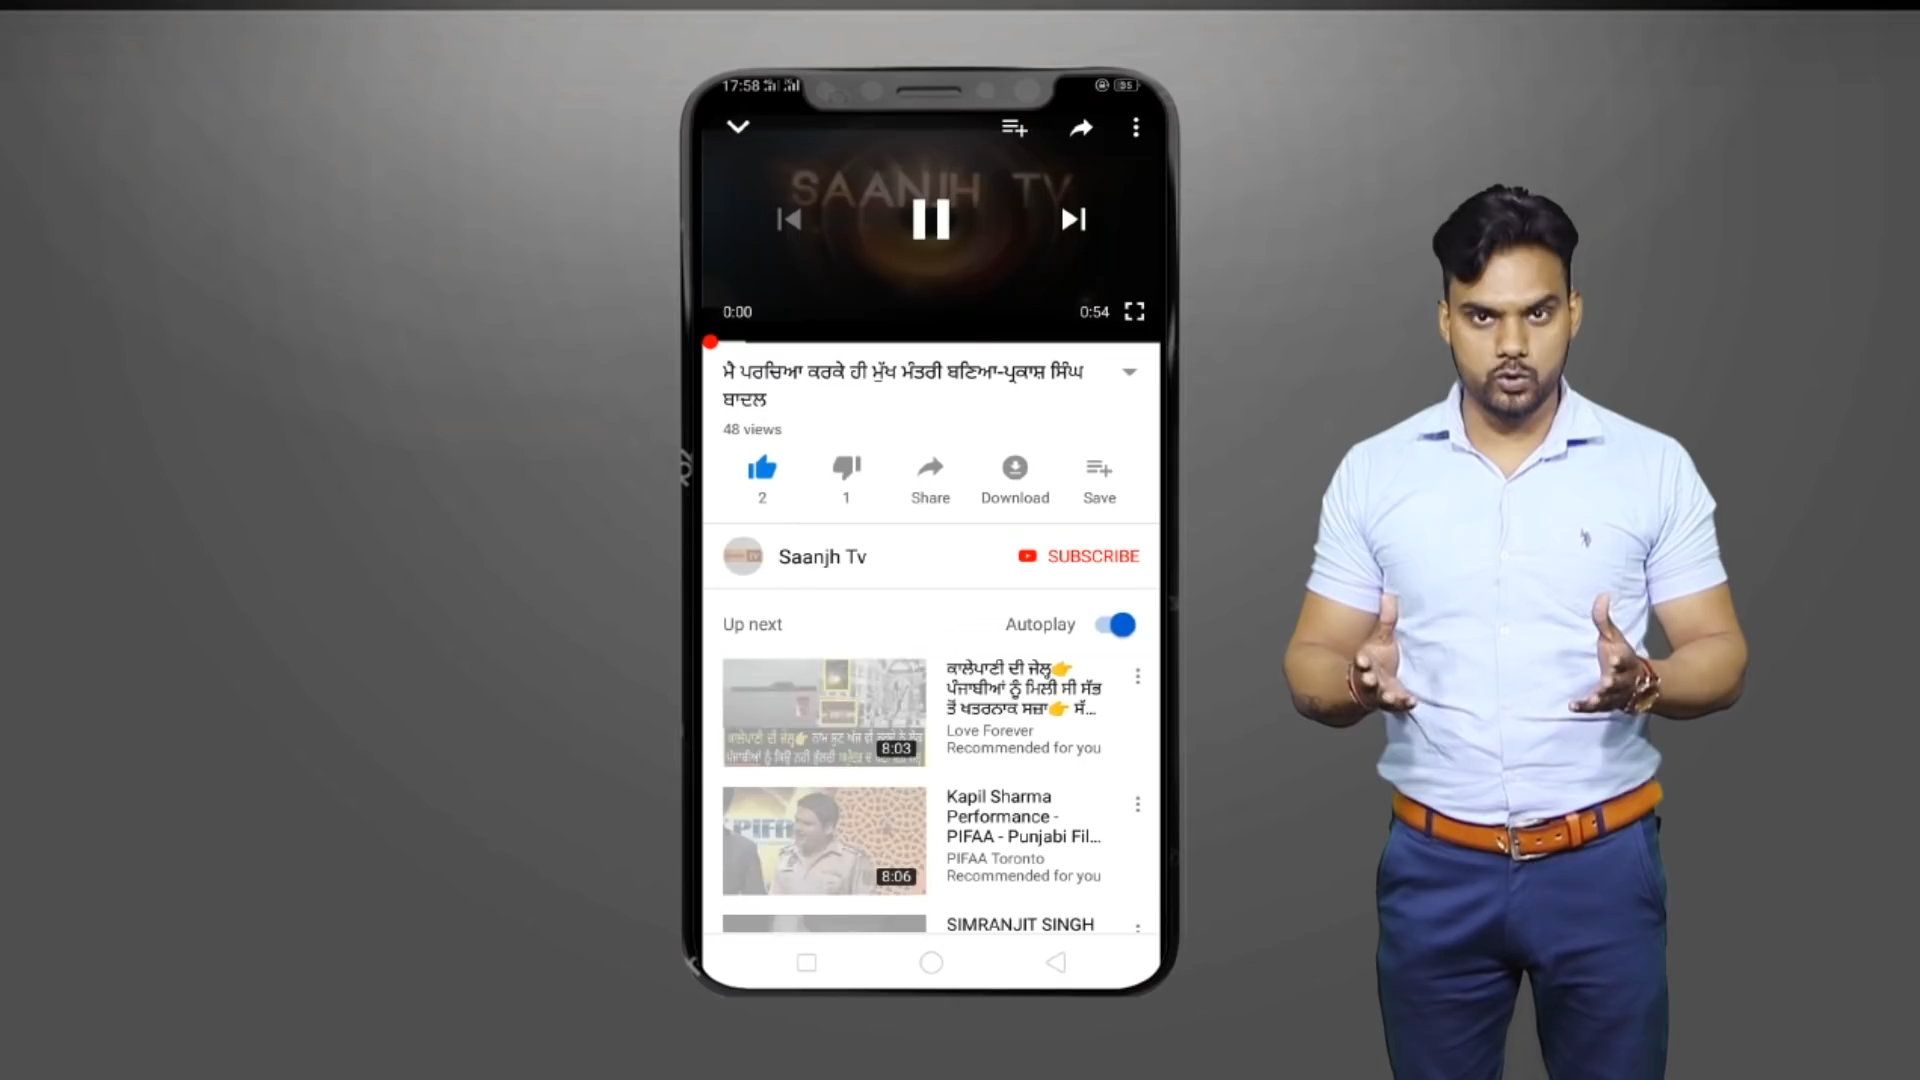 17:58
SAANJH TV
0:00
0:54
ਮੈ ਪਰਚਿਆ ਕਰਕੇ ਹੀ ਮੁੱਖ ਮੰਤਰੀ ਬਣਿਆ-ਪ੍ਰਕਾਸ਼ ਸਿੰਘ
ਬਾਦਲ
48 views
2
1
Share
Download
Save
Saanjh Tv
SUBSCRIBE
Up next
Autoplay
ਕਾਲੇਪਾਣੀ ਦੀ ਜੇਲ੍ਹ👉
ਪੰਜਾਬੀਆਂ ਨੂੰ ਮਿਲੀ ਸੀ ਸੱਭ
ਤੋਂ ਖਤਰਨਾਕ ਸਜ਼ਾ👉 ਸੱ...
Love Forever
Recommended for you
8:03
Kapil Sharma
Performance -
PIFAA - Punjabi Fil...
PIFAA Toronto
Recommended for you
PIFA
8:06
SIMRANJIT SINGH